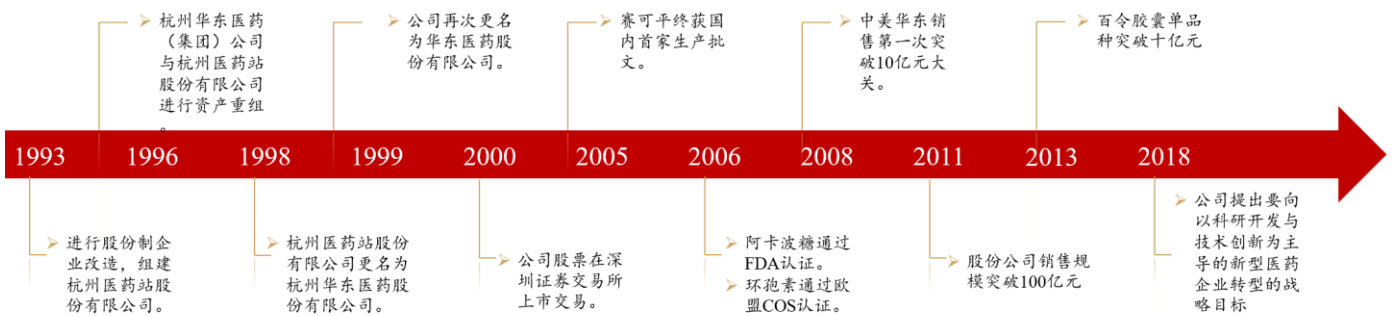 杭州华东医药
（集团）公司
与杭州医药站
股份有限公司
进行资产重组
。
公司再次更名
为华东医药股
份有限公司。
赛可平终获国
内首家生产批
文。
中美华东销
售第一次突
破10亿元大
关。
百令胶囊单品
种突破十亿元
1993 1996 1998 1999 2000 2005 2006 2008 2011 2013 2018
进行股份制企
业改造，组建
杭州医药站股
份有限公司。
杭州医药站股份
有限公司更名为
杭州华东医药股
份有限公司。
公司股票在深
圳证券交易所
上市交易。
阿卡波糖通过
FDA认证。
环孢素通过欧
盟COS认证。
股份公司销售规
模突破100亿元
公司提出要向
以科研开发与
技术创新为主
导的新型医药
企业转型的战
略目标